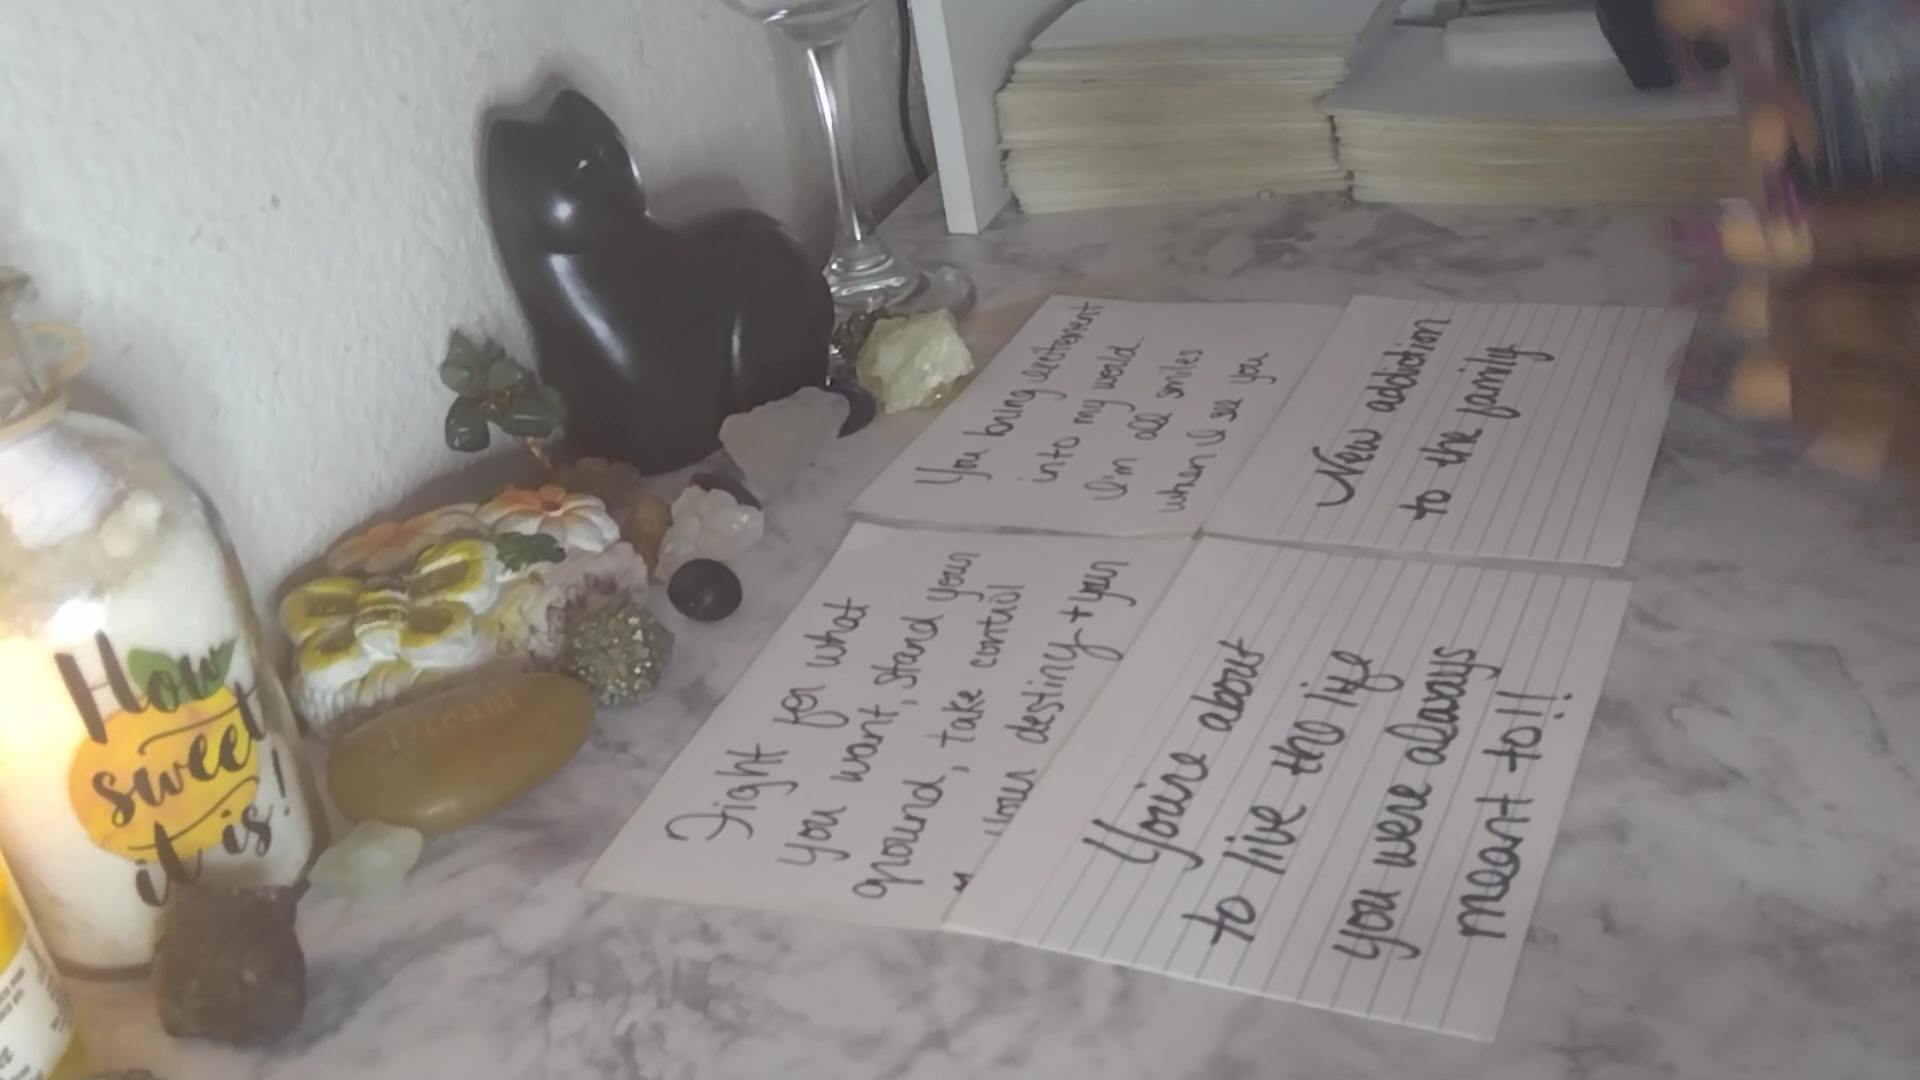 You bring excitement
into my world.
I'm all smiles
when I see you
New addiction
to the family
Fight for what
you want, stand your
ground, take control
your destiny + your
You're about
to live the life
you were always
meant to!!
Dream
How
sweet
it is!